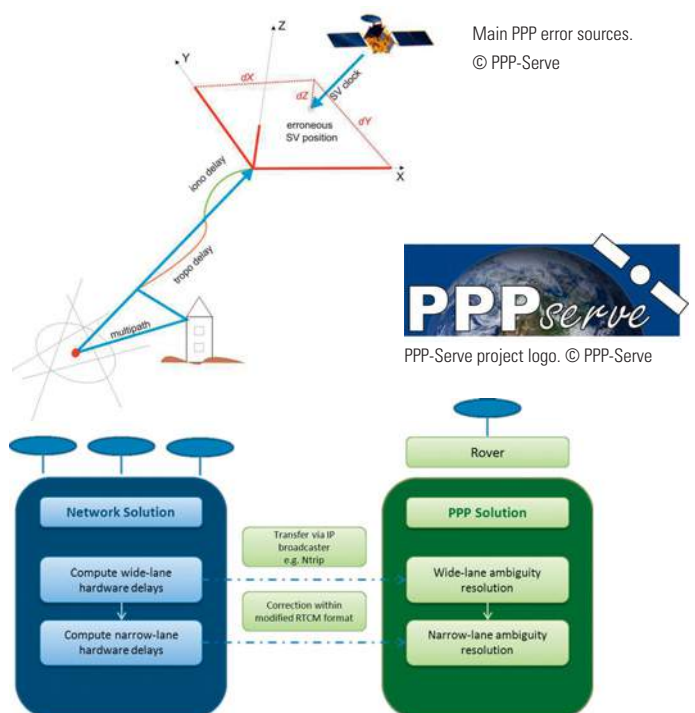 Main PPP error sources.
© PPP-Serve
Z
Y
dX
SV clock
dZ
dY
erroneous
SV position
X
iono delay
tropo delay
multipath
PPPserve
PPP-Serve project logo. © PPP-Serve
Rover
Network Solution
PPP Solution
Transfer via IP
broadcaster
e.g. Ntrip
Compute wide-lane
hardware delays
Wide-lane ambiguity
resolution
Correction within
modified RTCM format
Compute narrow-lane
hardware delays
Narrow-lane ambiguity
resolution